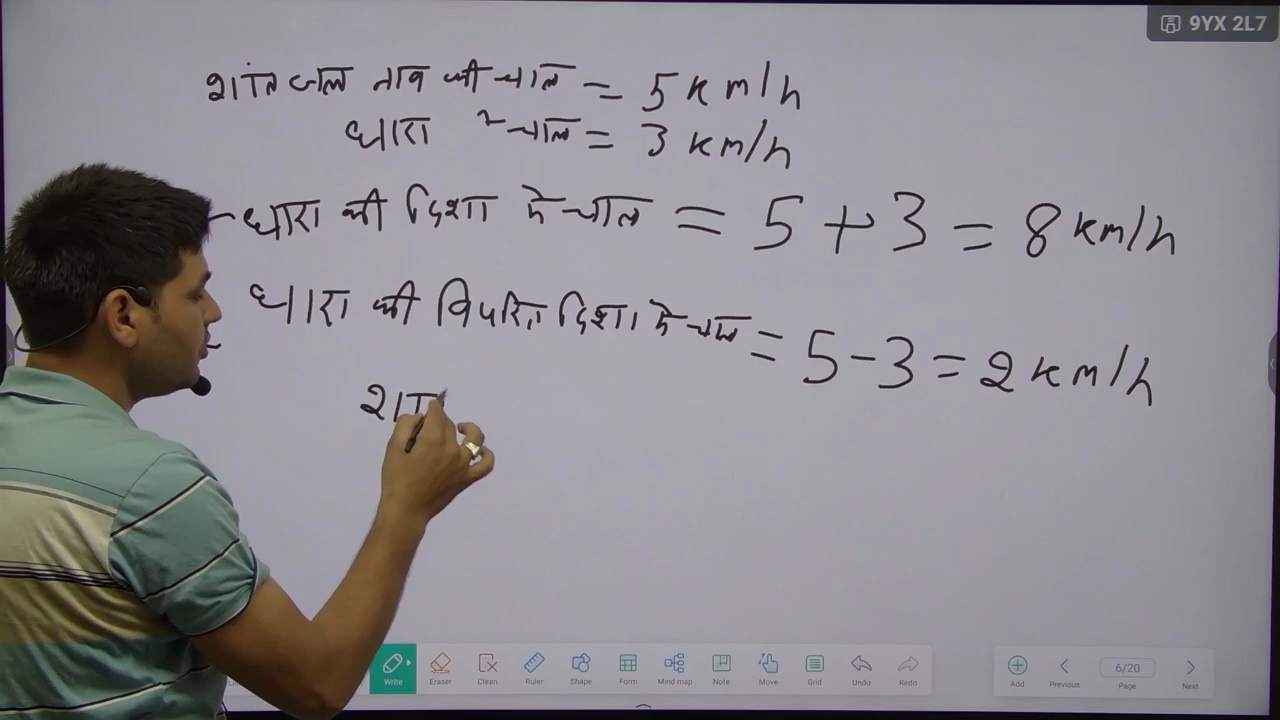 9YX 2L7
शांत जल नाव की चाल = 5 km/h
धारा " चाल = 3 km/h
धारा की दिशा में चाल = 5 + 3 = 8 km/h
धारा की विपरित दिशा में चाल = 5 - 3 = 2 km/h
शा
Write Eraser Clean Ruler Shape Form Mind map Note Move Grid Undo Redo
Add Previous 6/20 Page Next